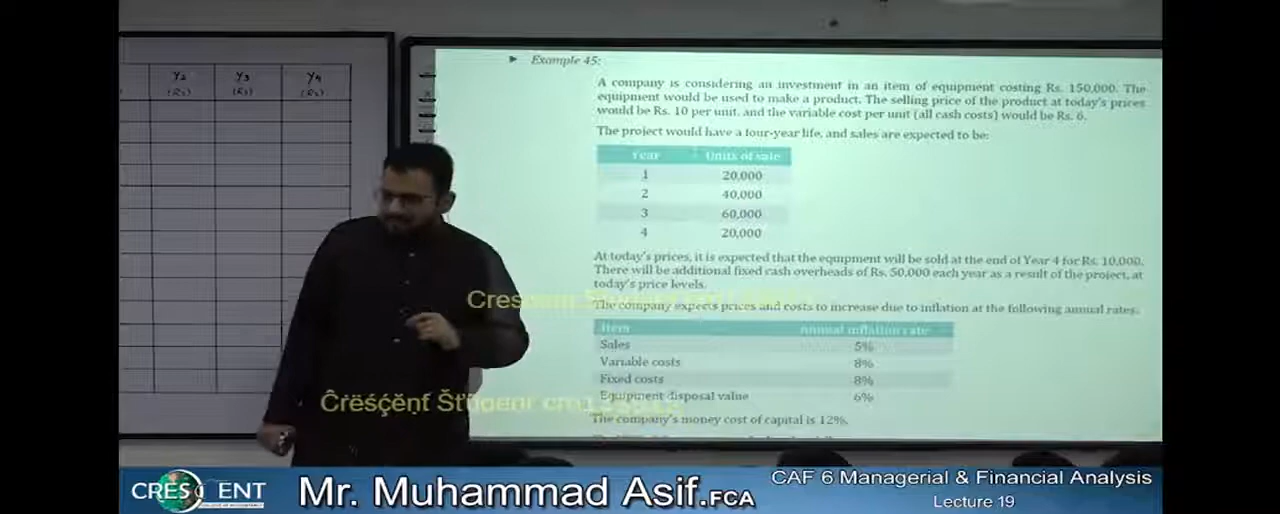 Y2 Y3 Y4
(Rs) (Rs) (Rs)
Example 45:
A company is considering an investment in an item of equipment costing Rs. 150,000. The
equipment would be used to make a product. The selling price of the product at today's prices
would be Rs. 10 per unit, and the variable cost per unit (all cash costs) would be Rs. 6.
The project would have a four-year life, and sales are expected to be:
Year Units of sale
1 20,000
2 40,000
3 60,000
4 20,000
At today's prices, it is expected that the equipment will be sold at the end of Year 4 for Rs. 10,000.
There will be additional fixed cash overheads of Rs. 50,000 each year as a result of the project, at
today's price levels.
The company expects prices and costs to increase due to inflation at the following annual rates:
Item Annual inflation rate
Sales 5%
Variable costs 8%
Fixed costs 8%
Equipment disposal value 6%
The company's money cost of capital is 12%.
CRESCENT
Mr. Muhammad Asif.FCA
CAF 6 Managerial & Financial Analysis
Lecture 19